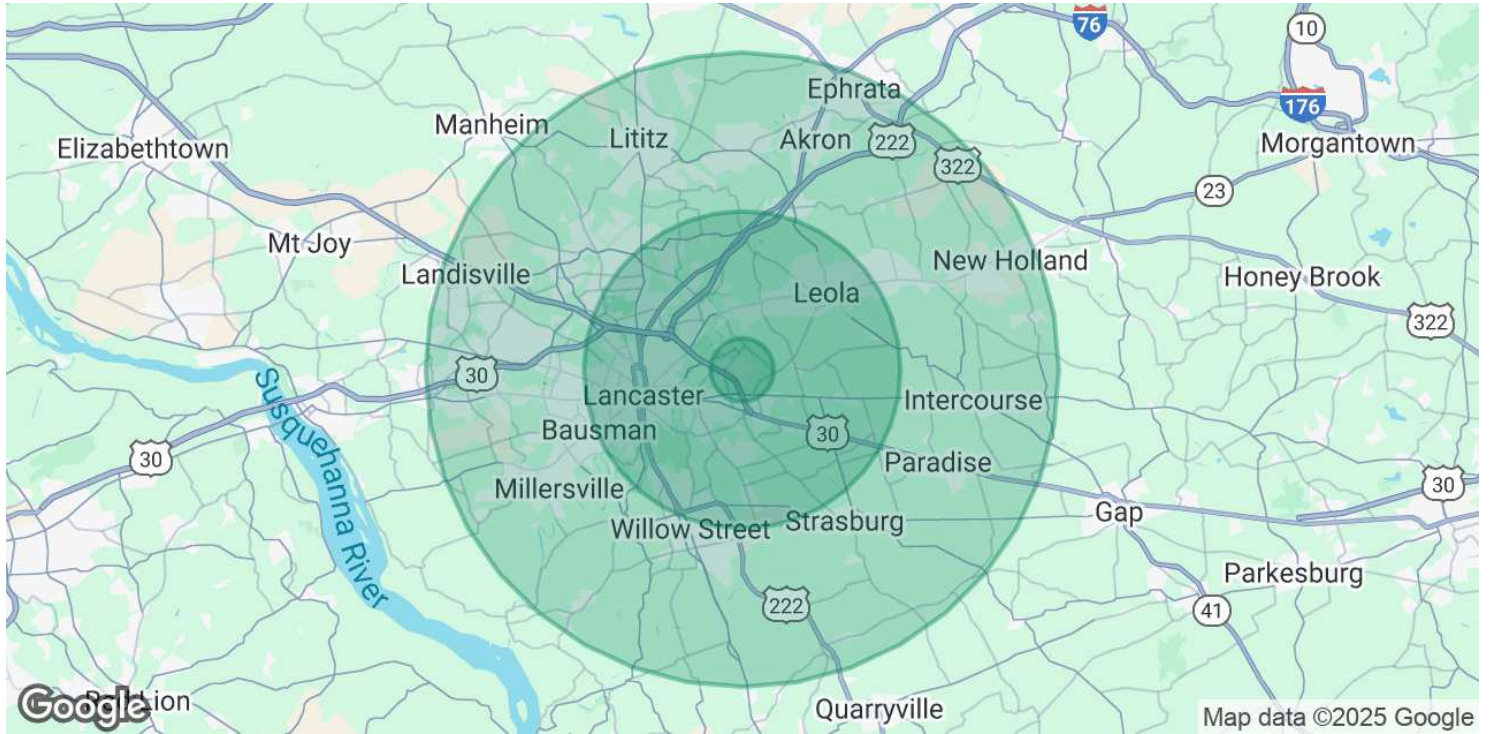 76
10
Ephrata
176
Manheim
Lititz
Akron
222
Elizabethtown
Morgantown
322
23
Mt Joy
New Holland
Landisville
Honey Brook
Leola
322
30
Lancaster
Intercourse
Susquehanna River
Bausman
30
30
Paradise
Millersville
30
Gap
Strasburg
Willow Street
Parkesburg
222
41
Lion
Google
Quarryville
Map data ©2025 Google